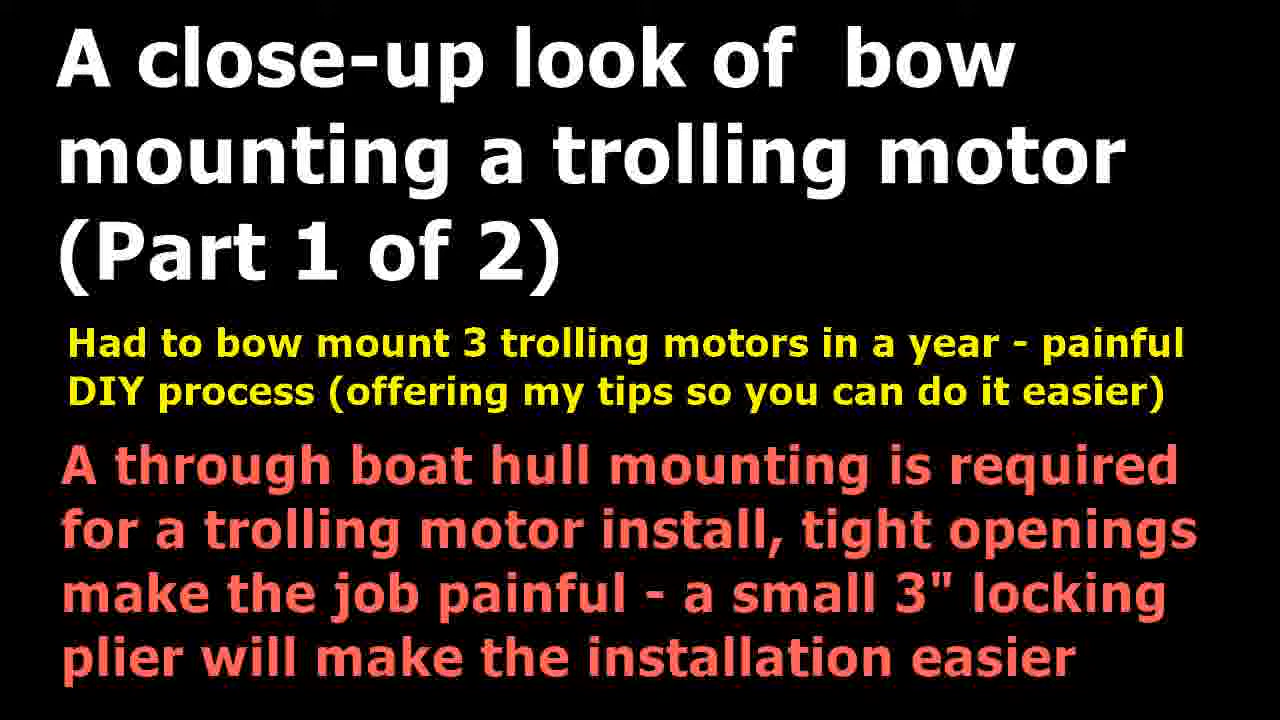 A close-up look of  bow
mounting a trolling motor
(Part 1 of 2)
Had to bow mount 3 trolling motors in a year - painful
DIY process (offering my tips so you can do it easier)
A through boat hull mounting is required
for a trolling motor install, tight openings
make the job painful - a small 3" locking
plier will make the installation easier